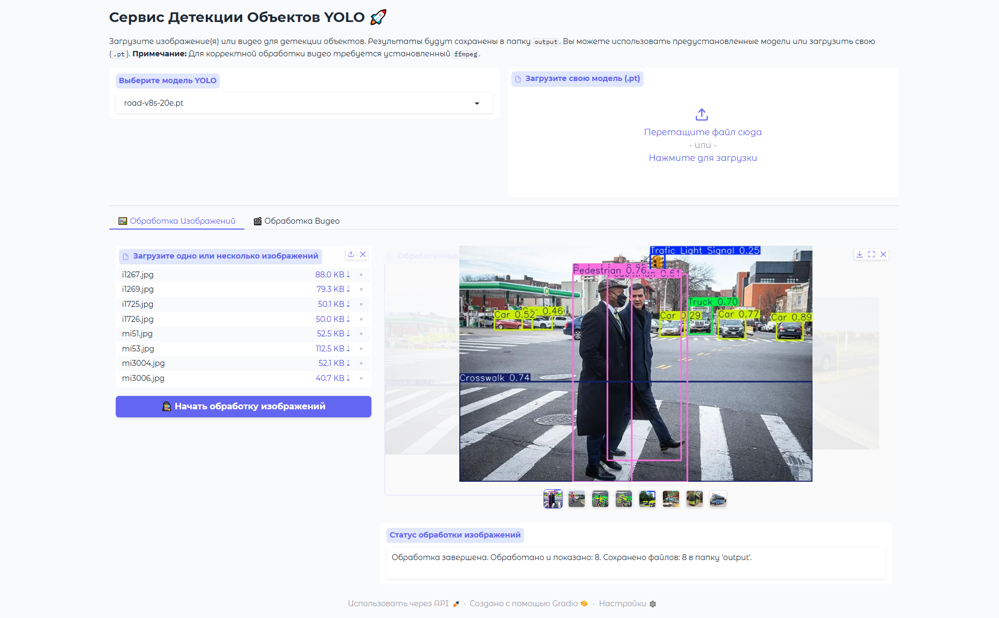 Сервис Детекции Объектов YOLO 🚀
Загрузите изображение(я) или видео для детекции объектов. Результаты будут сохранены в папку output. Вы можете использовать предустановленные модели или загрузить свою
(.pt). Примечание: Для корректной обработки видео требуется установленный ffmpeg.
Выберите модель YOLO
road-v8s-20e.pt
Загрузите свою модель (.pt)
Перетащите файл сюда
- или -
Нажмите для загрузки
Обработка Изображений
Обработка Видео
Загрузите одно или несколько изображений
i1267.jpg 88.0 KB ⇣ ×
i1269.jpg 79.3 KB ⇣ ×
i1725.jpg 50.1 KB ⇣ ×
i1726.jpg 50.0 KB ⇣ ×
mi51.jpg 52.5 KB ⇣ ×
mi53.jpg 112.5 KB ⇣ ×
mi3004.jpg 52.1 KB ⇣ ×
mi3006.jpg 40.7 KB ⇣ ×
Начать обработку изображений
Обработанные
Trafic Light Signal 0.25
Pedestrian 0.76
0.61
Truck 0.70
Car 0.52
0.46
Car 0.29
Car 0.77
Car 0.89
Crosswalk 0.74
Crosswalk 0.74
Статус обработки изображений
Обработка завершена. Обработано и показано: 8. Сохранено файлов: 8 в папку 'output'.
Использовать через API · Создано с помощью Gradio · Настройки